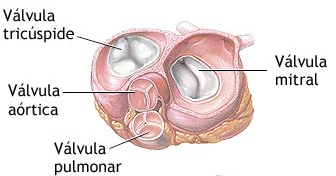 Válvula
tricúspide
Válvula
aórtica
Válvula
pulmonar
Válvula
mitral